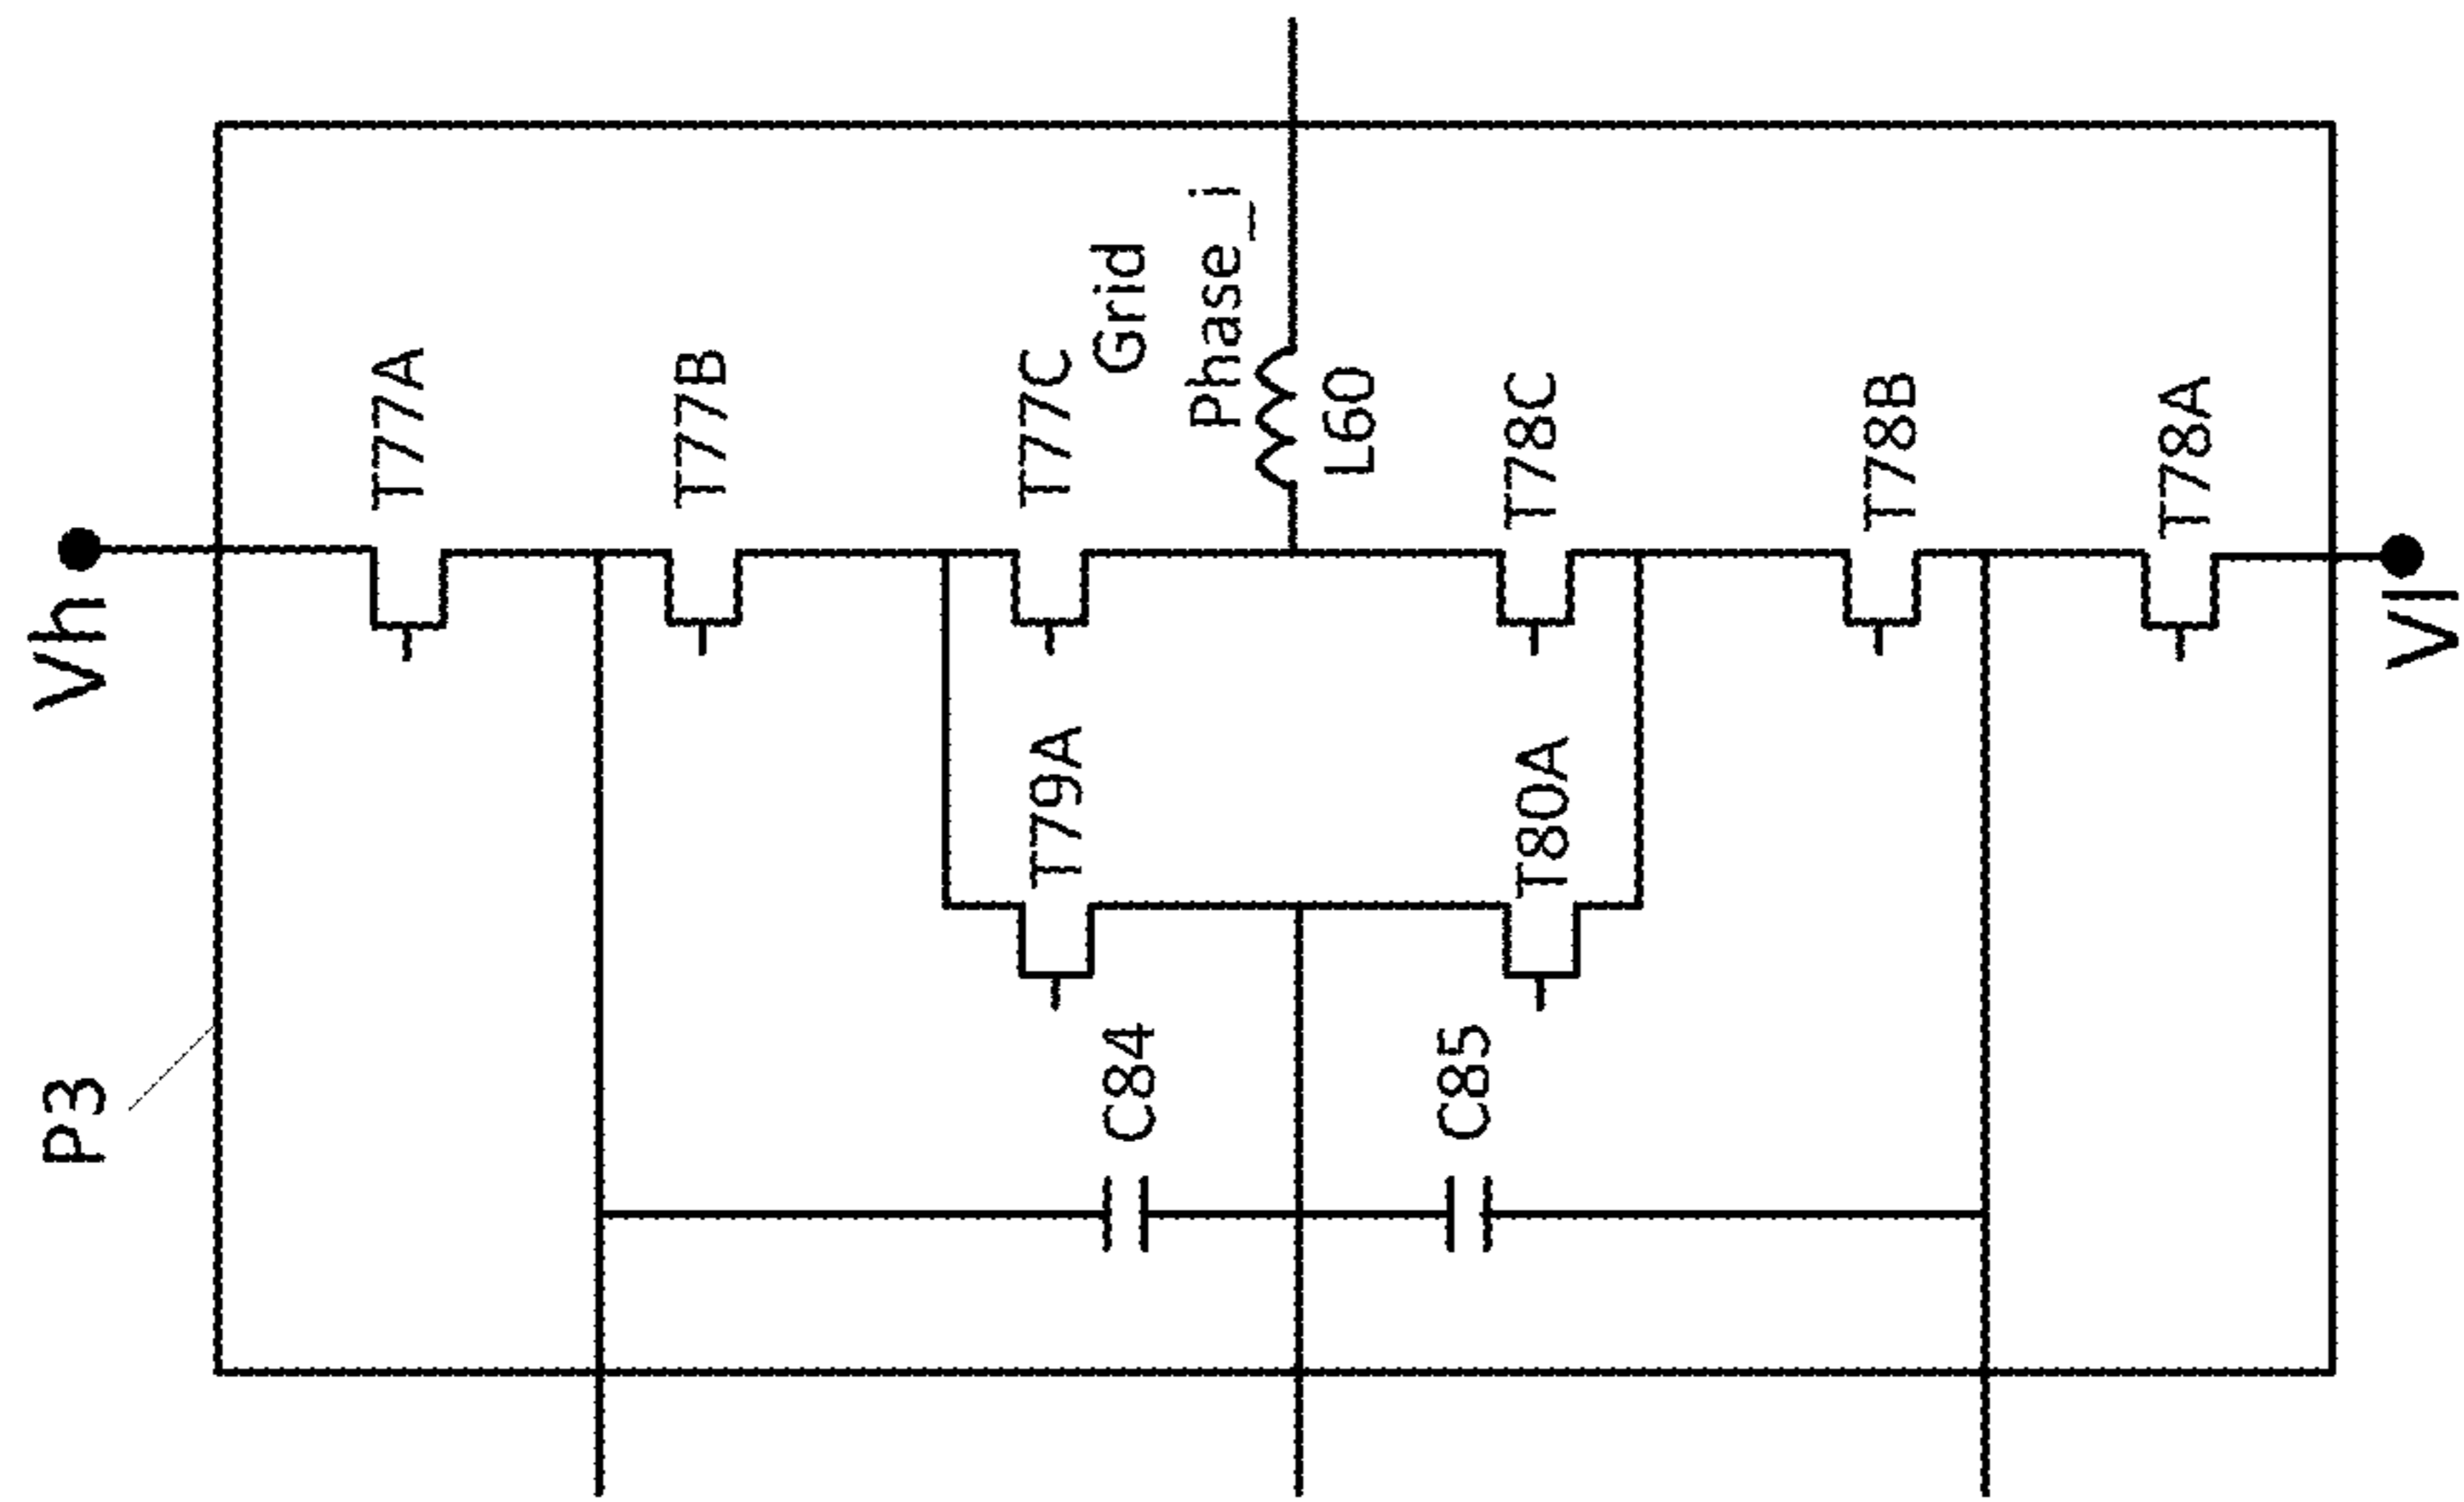 P3
Vh
T77A
T77B
T79A
T77C
C84
Grid
Phase_i
L60
C85
T80A
T78C
T78B
T78A
Vl